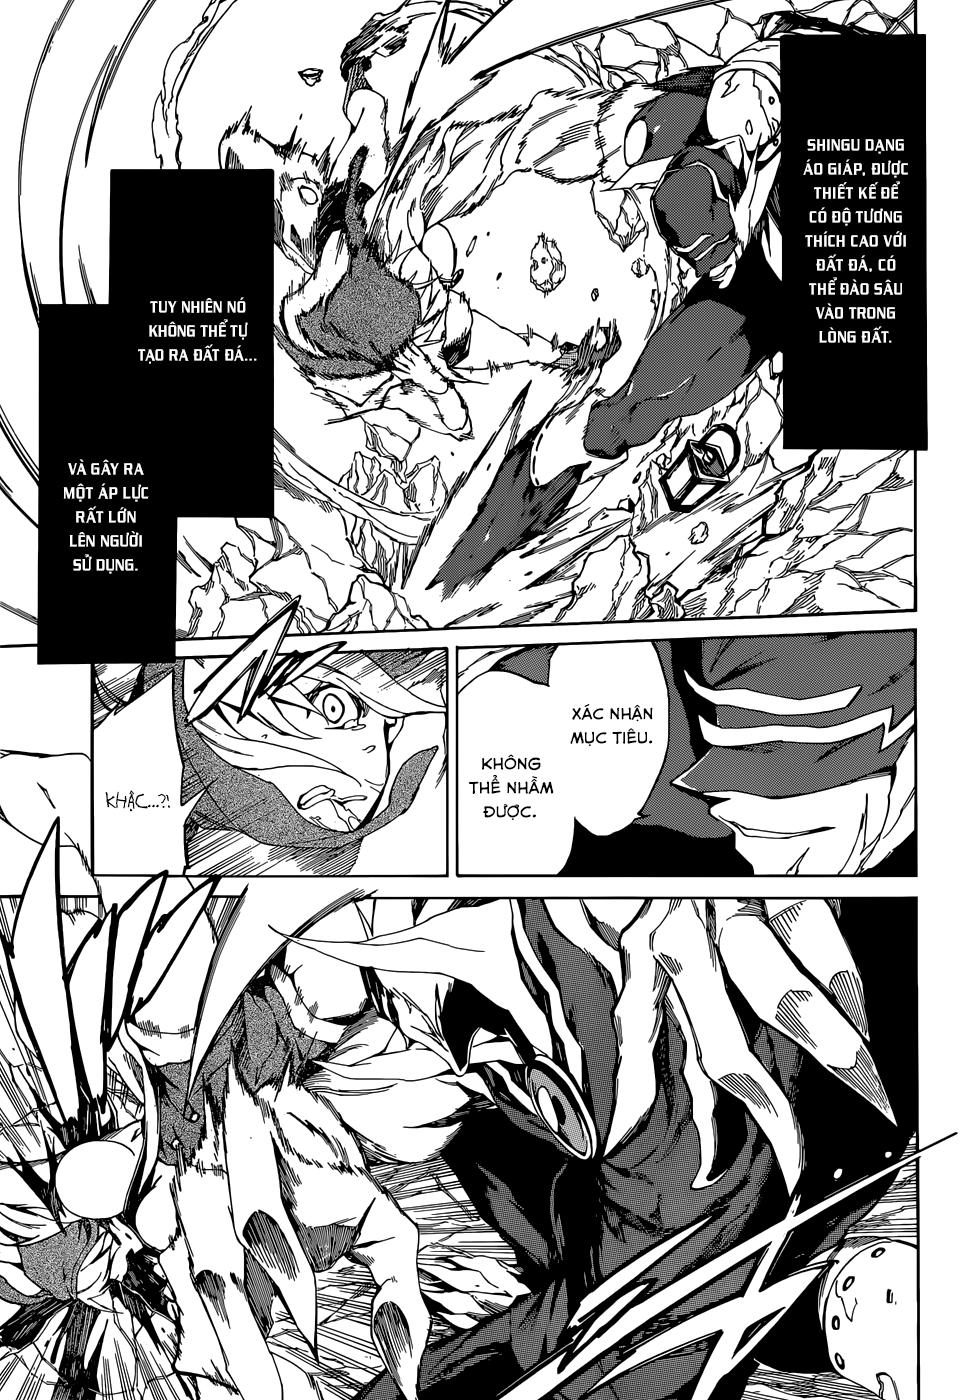 SHINGU DẠNG
ÁO GIÁP, ĐƯỢC
THIẾT KẾ ĐỂ
CÓ ĐỘ TƯƠNG
THÍCH CAO VỚI
ĐẤT ĐÁ, CÓ
THỂ ĐÀO SÂU
VÀO TRONG
LÒNG ĐẤT.
TUY NHIÊN NÓ
KHÔNG THỂ TỰ
TẠO RA ĐẤT ĐÁ...
VÀ GÂY RA
MỘT ÁP LỰC
RẤT LỚN
LÊN NGƯỜI
SỬ DỤNG.
XÁC NHẬN
MỤC TIÊU.
KHÔNG
THỂ NHẦM
ĐƯỢC.
KHẬC...?!